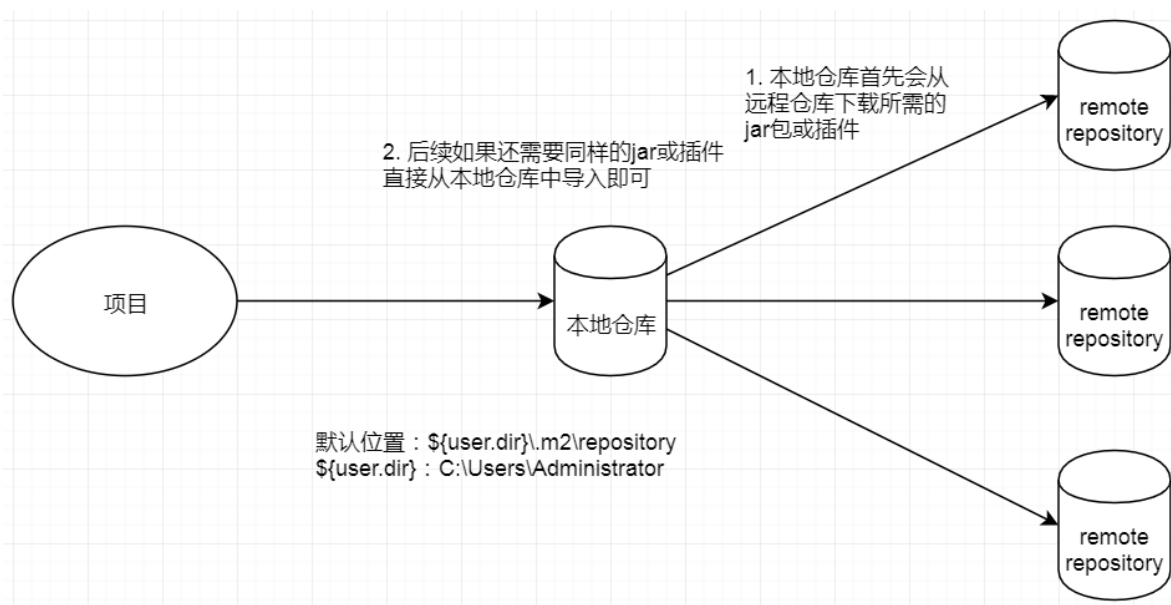 1. 本地仓库首先会从
远程仓库下载所需的
jar包或插件
remote
repository
2. 后续如果还需要同样的jar或插件
直接从本地仓库中导入即可
项目
本地仓库
remote
repository
默认位置：${user.dir}\.m2\repository
${user.dir}：C:\Users\Administrator
remote
repository